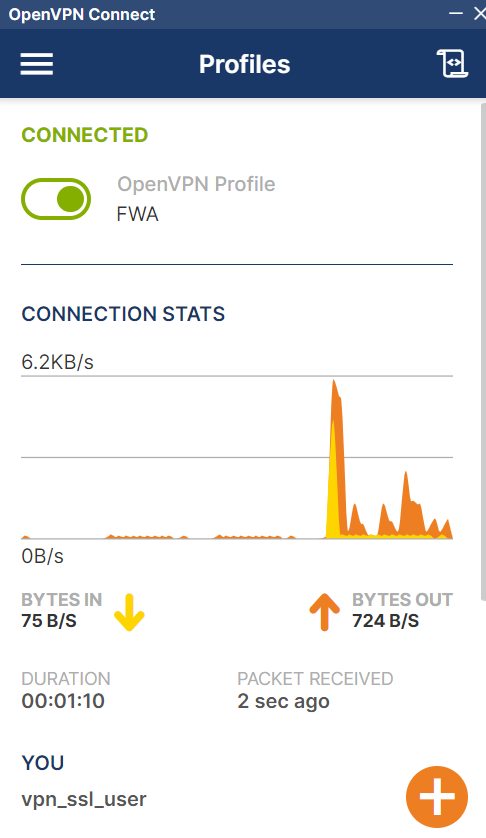 OpenVPN Connect
Profiles
CONNECTED
OpenVPN Profile
FWA
CONNECTION STATS
6.2KB/s
0B/s
BYTES IN
75 B/S
BYTES OUT
724 B/S
DURATION
00:01:10
PACKET RECEIVED
2 sec ago
YOU
vpn_ssl_user